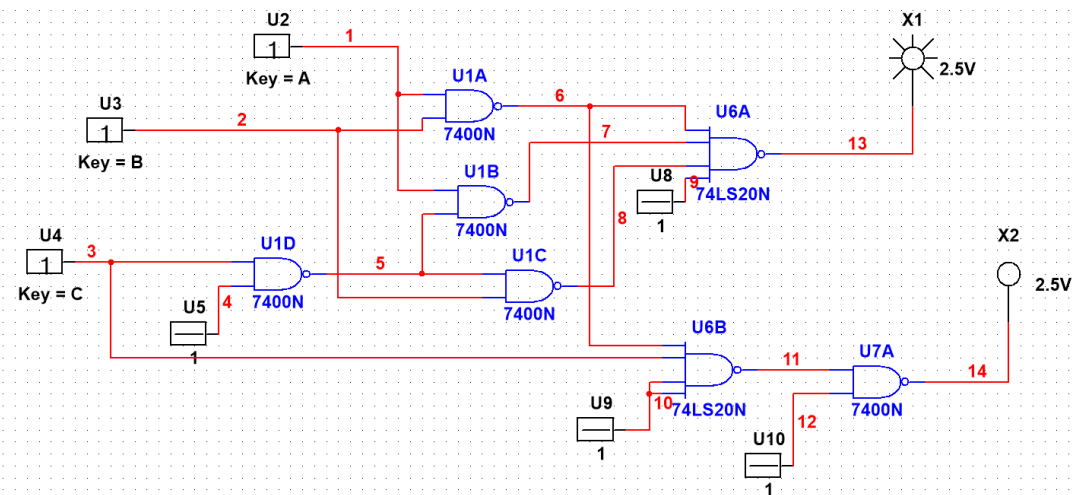 U2
1
1
Key = A
U3
1
2
Key = B
U1A
7400N
6
X1
2.5V
U6A
7
13
74LS20N
U8
9
1
U1B
7400N
8
U4
1
3
Key = C
U1D
7400N
5
U1C
7400N
U5
4
1
X2
2.5V
U6B
74LS20N
11
U7A
7400N
14
U9
10
1
U10
12
1